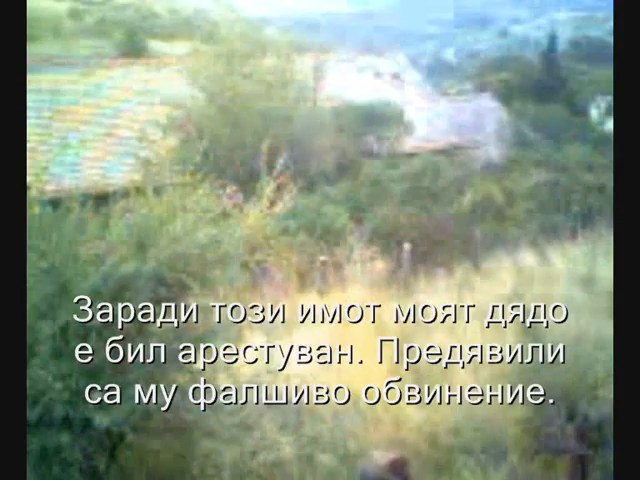 Заради този имот моят дядо
е бил арестуван. Предявили
са му фалшиво обвинение.